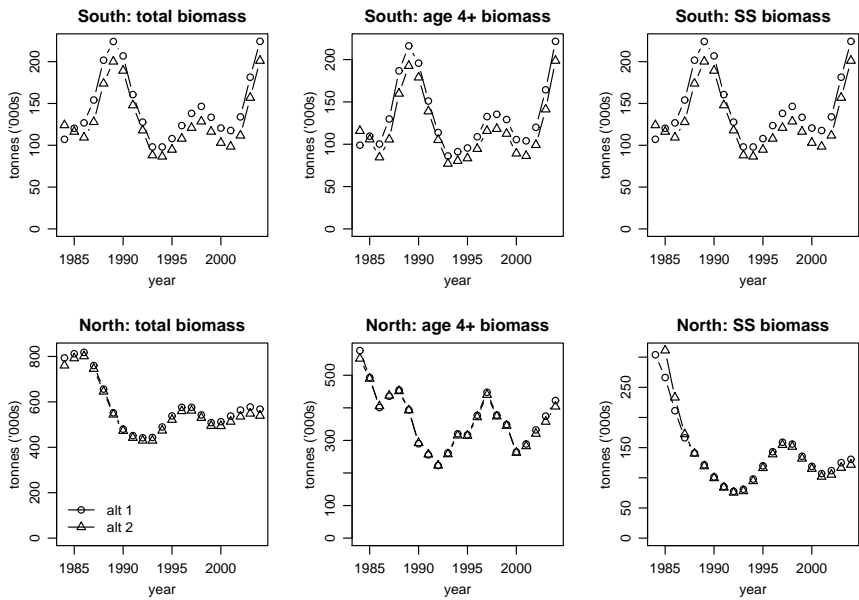 South: total biomass
tonnes ('000s)
0 50 100 150 200
1985 1990 1995 2000
year
South: age 4+ biomass
tonnes ('000s)
0 50 100 150 200
1985 1990 1995 2000
year
South: SS biomass
tonnes ('000s)
0 50 100 150 200
1985 1990 1995 2000
year
North: total biomass
tonnes ('000s)
0 200 400 600 800
alt 1
alt 2
1985 1990 1995 2000
year
North: age 4+ biomass
tonnes ('000s)
0 100 300 500
1985 1990 1995 2000
year
North: SS biomass
tonnes ('000s)
0 50 150 250
1985 1990 1995 2000
year